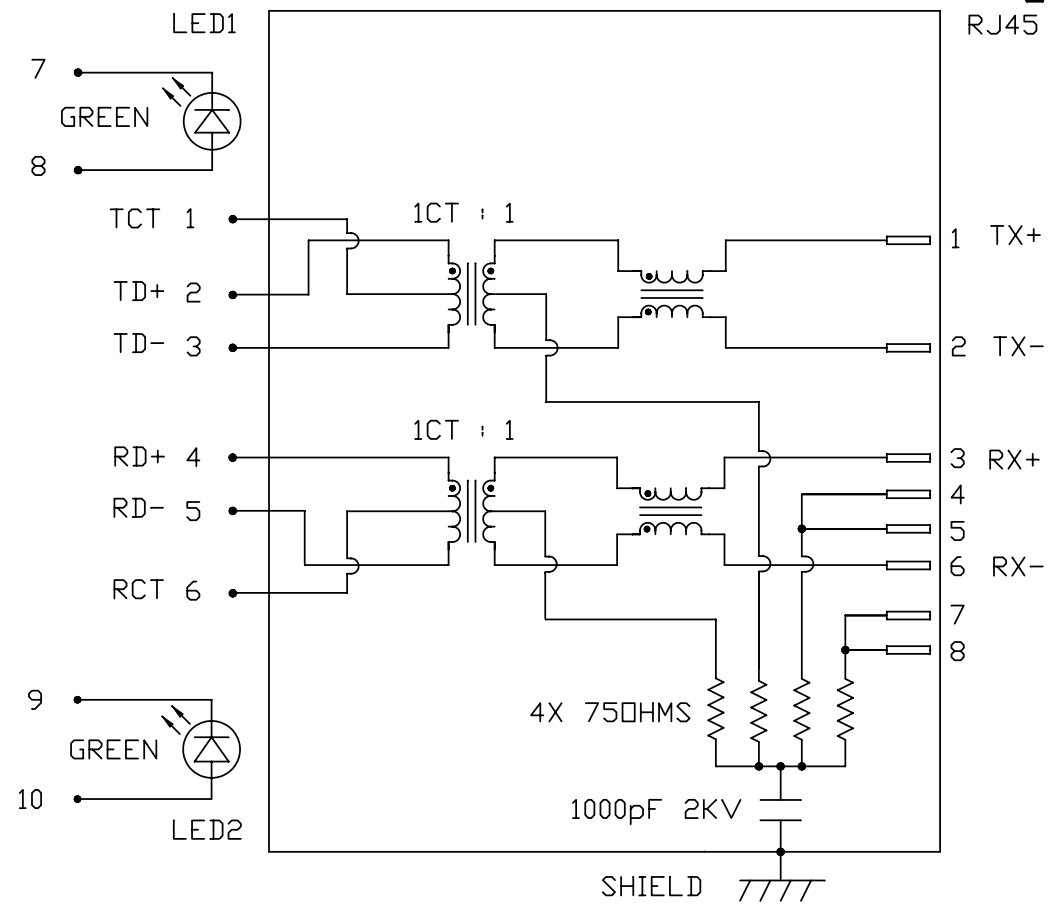 LED1
RJ45
7
GREEN
8
TCT 1
1CT : 1
1 TX+
TD+ 2
TD- 3
2 TX-
1CT : 1
RD+ 4
3 RX+
4
RD- 5
5
6 RX-
RCT 6
7
8
9
4X 75OHMS
GREEN
10
1000pF 2KV
LED2
SHIELD